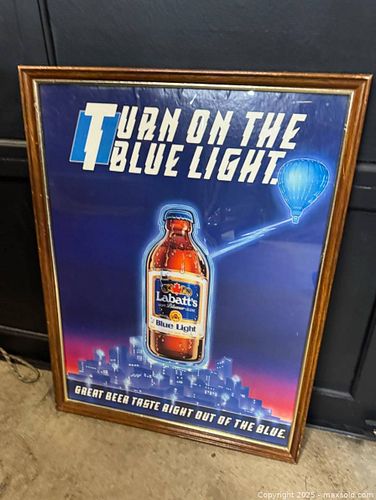 TURN ON THE
BLUE LIGHT.
Labatt's
Blue Light
GREAT BEER TASTE RIGHT OUT OF THE BLUE.
Copyright 2025 - maxsold.com